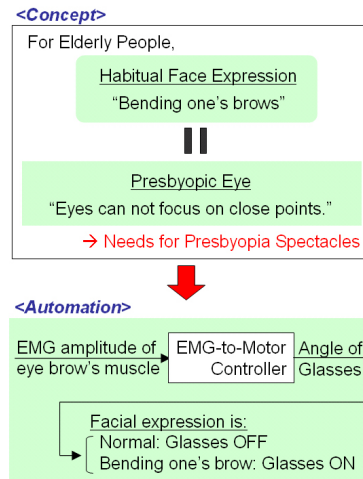 <Concept>
For Elderly People,
Habitual Face Expression
“Bending one’s brows”
Presbyopic Eye
“Eyes can not focus on close points.”
→ Needs for Presbyopia Spectacles
<Automation>
EMG amplitude of
eye brow’s muscle
EMG-to-Motor
Controller
Angle of
Glasses
Facial expression is:
Normal: Glasses OFF
Bending one’s brow: Glasses ON